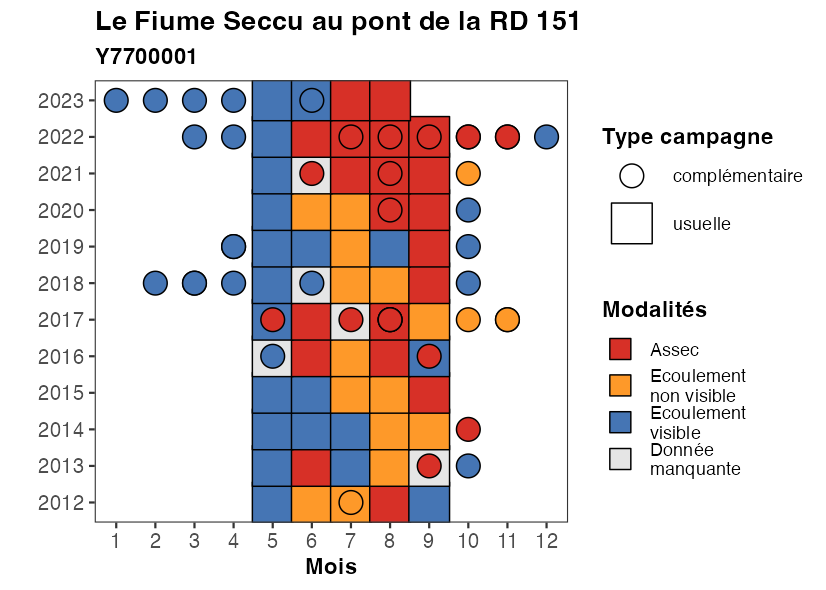 Le Fiume Seccu au pont de la RD 151
Y7700001
2023
2022
2021
2020
2019
2018
2017
2016
2015
2014
2013
2012
1 2 3 4 5 6 7 8 9 10 11 12
Mois
Type campagne
complémentaire
usuelle
Modalités
Assec
Ecoulement
non visible
Ecoulement
visible
Donnée
manquante